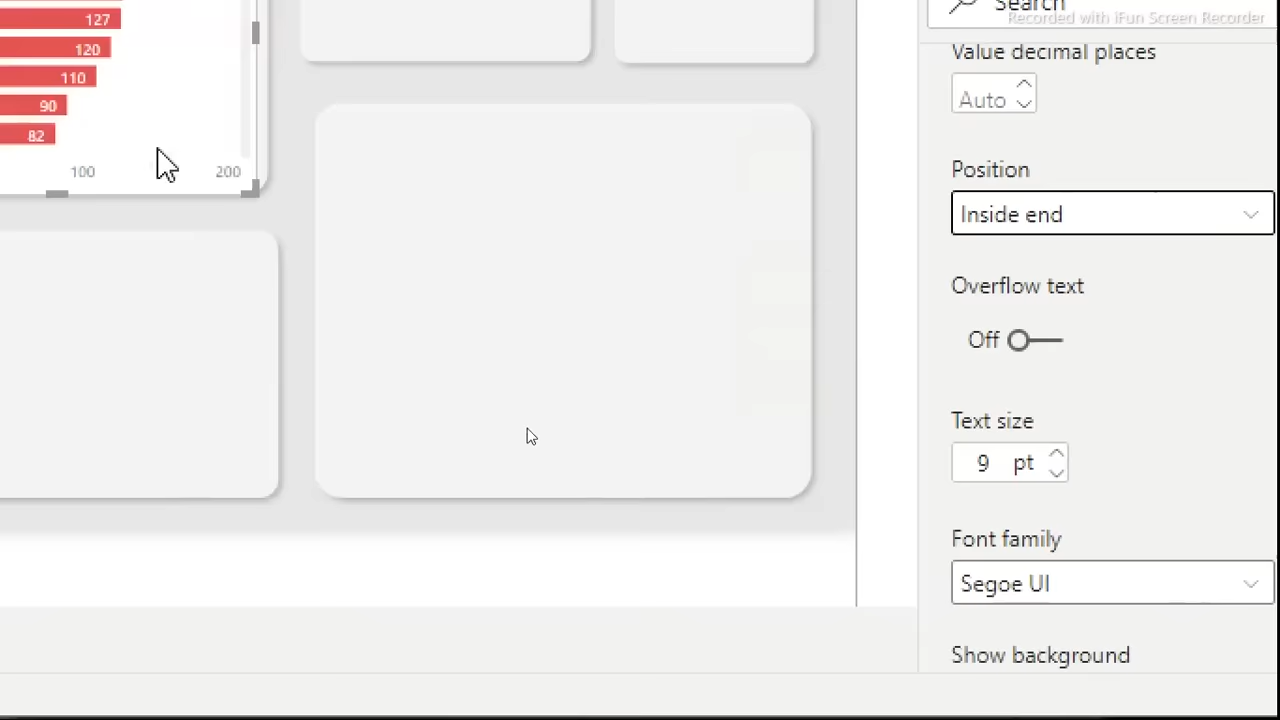 Search
Recorded with iFun Screen Recorder
127
120
110
90
82
100
200
Value decimal places
Auto
Position
Inside end
Overflow text
Off
Text size
9 pt
Font family
Segoe UI
Show background